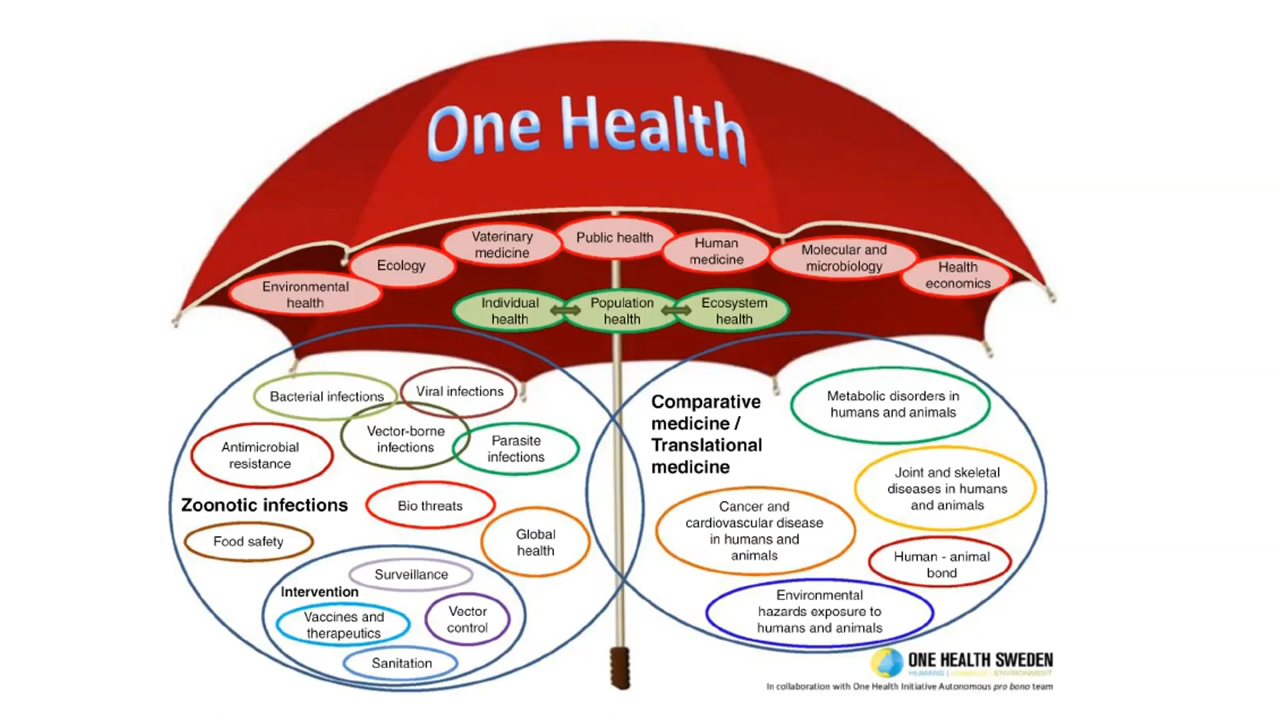 One Health
Environmental
health
Ecology
Vaterinary
medicine
Public health
Human
medicine
Molecular and
microbiology
Health
economics
Individual
health
Population
health
Ecosystem
health
Bacterial infections
Viral infections
Vector-borne
infections
Parasite
infections
Antimicrobial
resistance
Zoonotic infections
Bio threats
Food safety
Global
health
Surveillance
Intervention
Vaccines and
therapeutics
Vector
control
Sanitation
Comparative
medicine /
Translational
medicine
Metabolic disorders in
humans and animals
Joint and skeletal
diseases in humans
and animals
Cancer and
cardiovascular disease
in humans and
animals
Human - animal
bond
Environmental
hazards exposure to
humans and animals
ONE HEALTH SWEDEN
HUMANS | ANIMALS | ENVIRONMENT
In collaboration with One Health Initiative Autonomous pro bono team